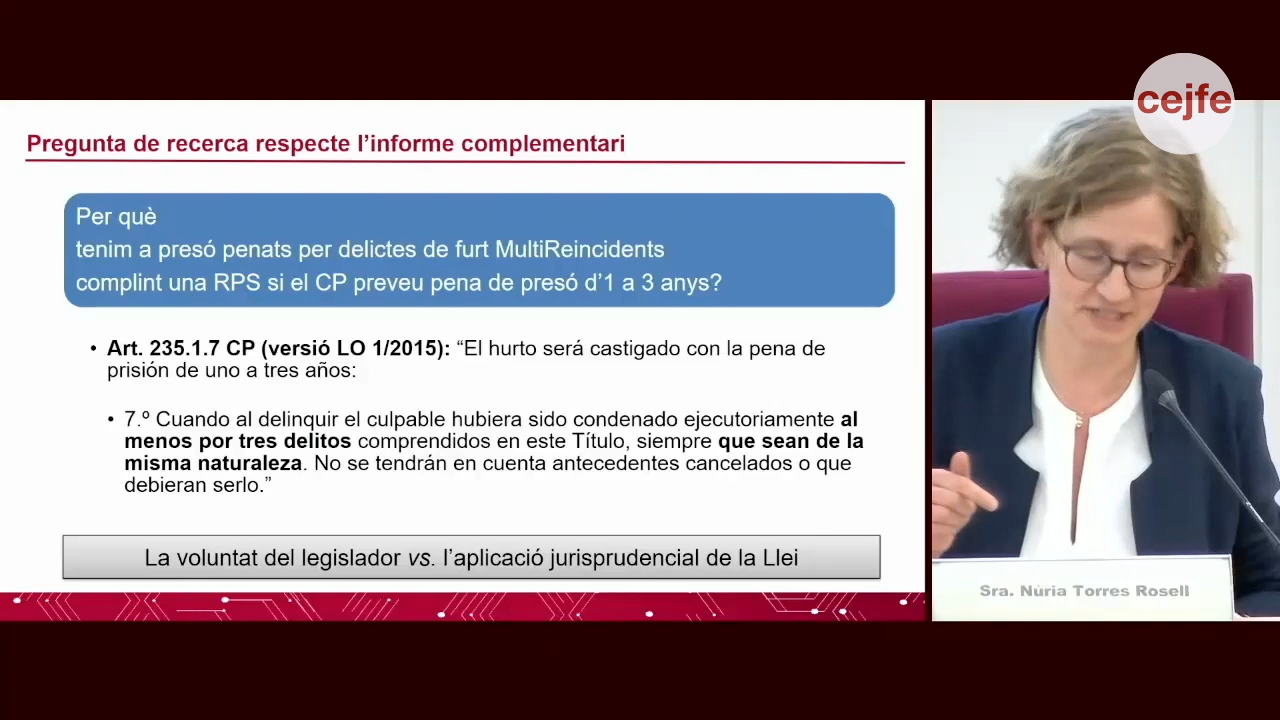 cejfe
Pregunta de recerca respecte l’informe complementari
Per què
tenim a presó penats per delictes de furt MultiReincidents
complint una RPS si el CP preveu pena de presó d’1 a 3 anys?
• Art. 235.1.7 CP (versió LO 1/2015): “El hurto será castigado con la pena de
prisión de uno a tres años:
• 7.º Cuando al delinquir el culpable hubiera sido condenado ejecutoriamente al
menos por tres delitos comprendidos en este Título, siempre que sean de la
misma naturaleza. No se tendrán en cuenta antecedentes cancelados o que
debieran serlo.”
La voluntat del legislador vs. l’aplicació jurisprudencial de la Llei
Sra. Núria Torres Rosell